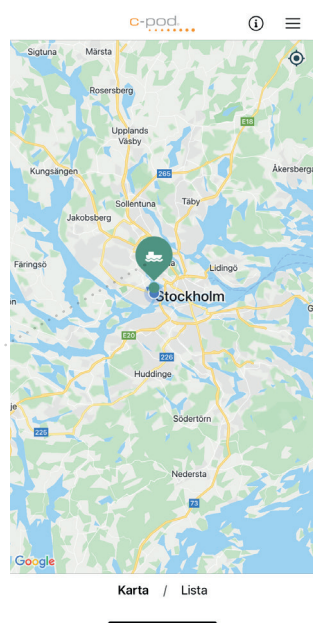 c-pod
Sigtuna
Märsta
Rosersberg
E18
Upplands
Väsby
Kungsängen
265
Åkersberga
Sollentuna
Täby
Jakobsberg
Färingsö
Lidingö
Stockholm
E20
226
Huddinge
225
Södertörn
Nedersta
73
Google
Karta / Lista